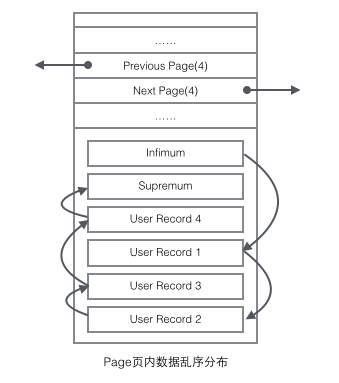 ……
Previous Page(4)
Next Page(4)
……
Infimum
Supremum
User Record 4
User Record 1
User Record 3
User Record 2
Page页内数据乱序分布